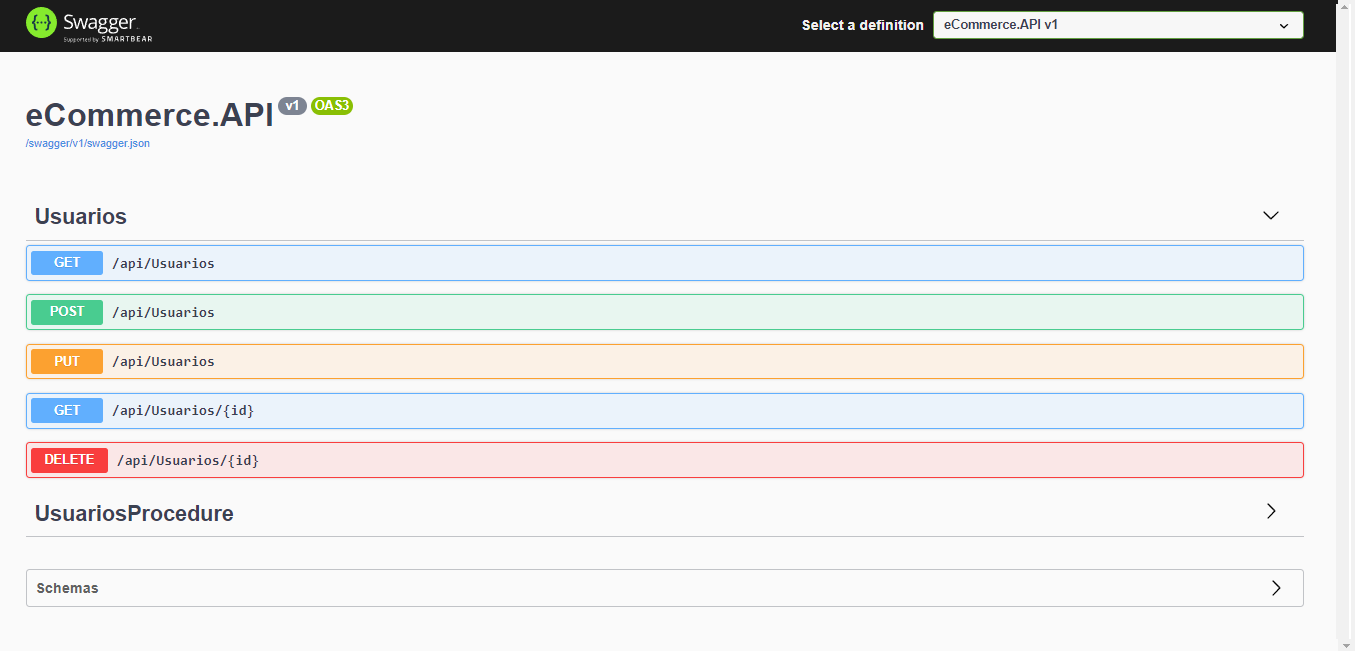 Swagger
Supported by SMARTBEAR
Select a definition
eCommerce.API v1
eCommerce.API v1 OAS3
/swagger/v1/swagger.json
Usuarios
GET /api/Usuarios
POST /api/Usuarios
PUT /api/Usuarios
GET /api/Usuarios/{id}
DELETE /api/Usuarios/{id}
UsuariosProcedure
Schemas